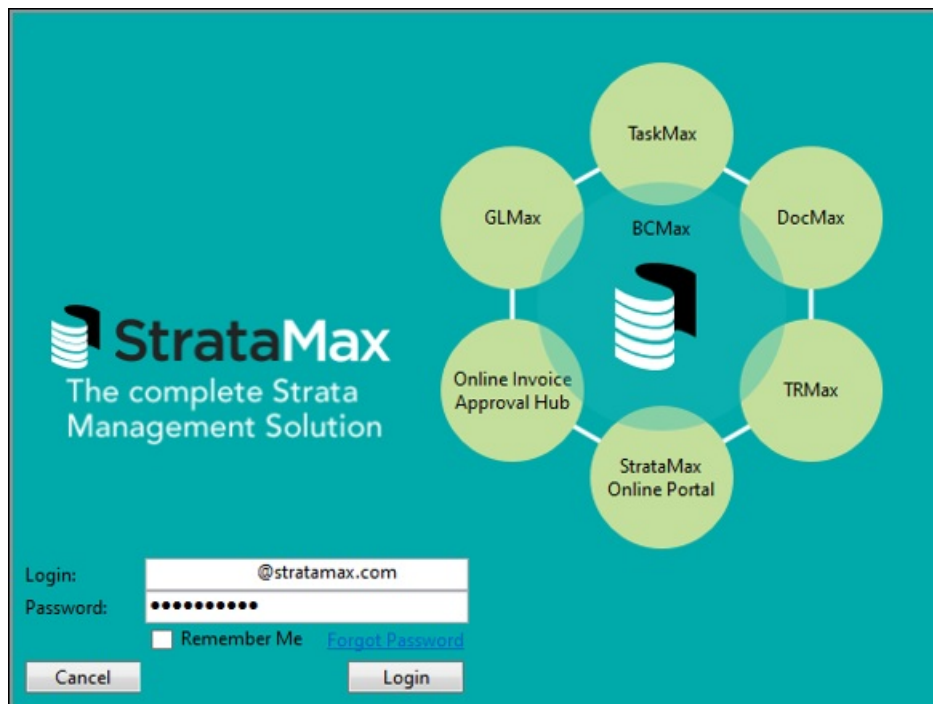 TaskMax
GLMax
BCMax
DocMax
StrataMax
The complete Strata
Management Solution
Online Invoice
Approval Hub
TRMax
StrataMax
Online Portal
Login:
@stratamax.com
Password:
••••••••••
Remember Me
Forgot Password
Cancel
Login